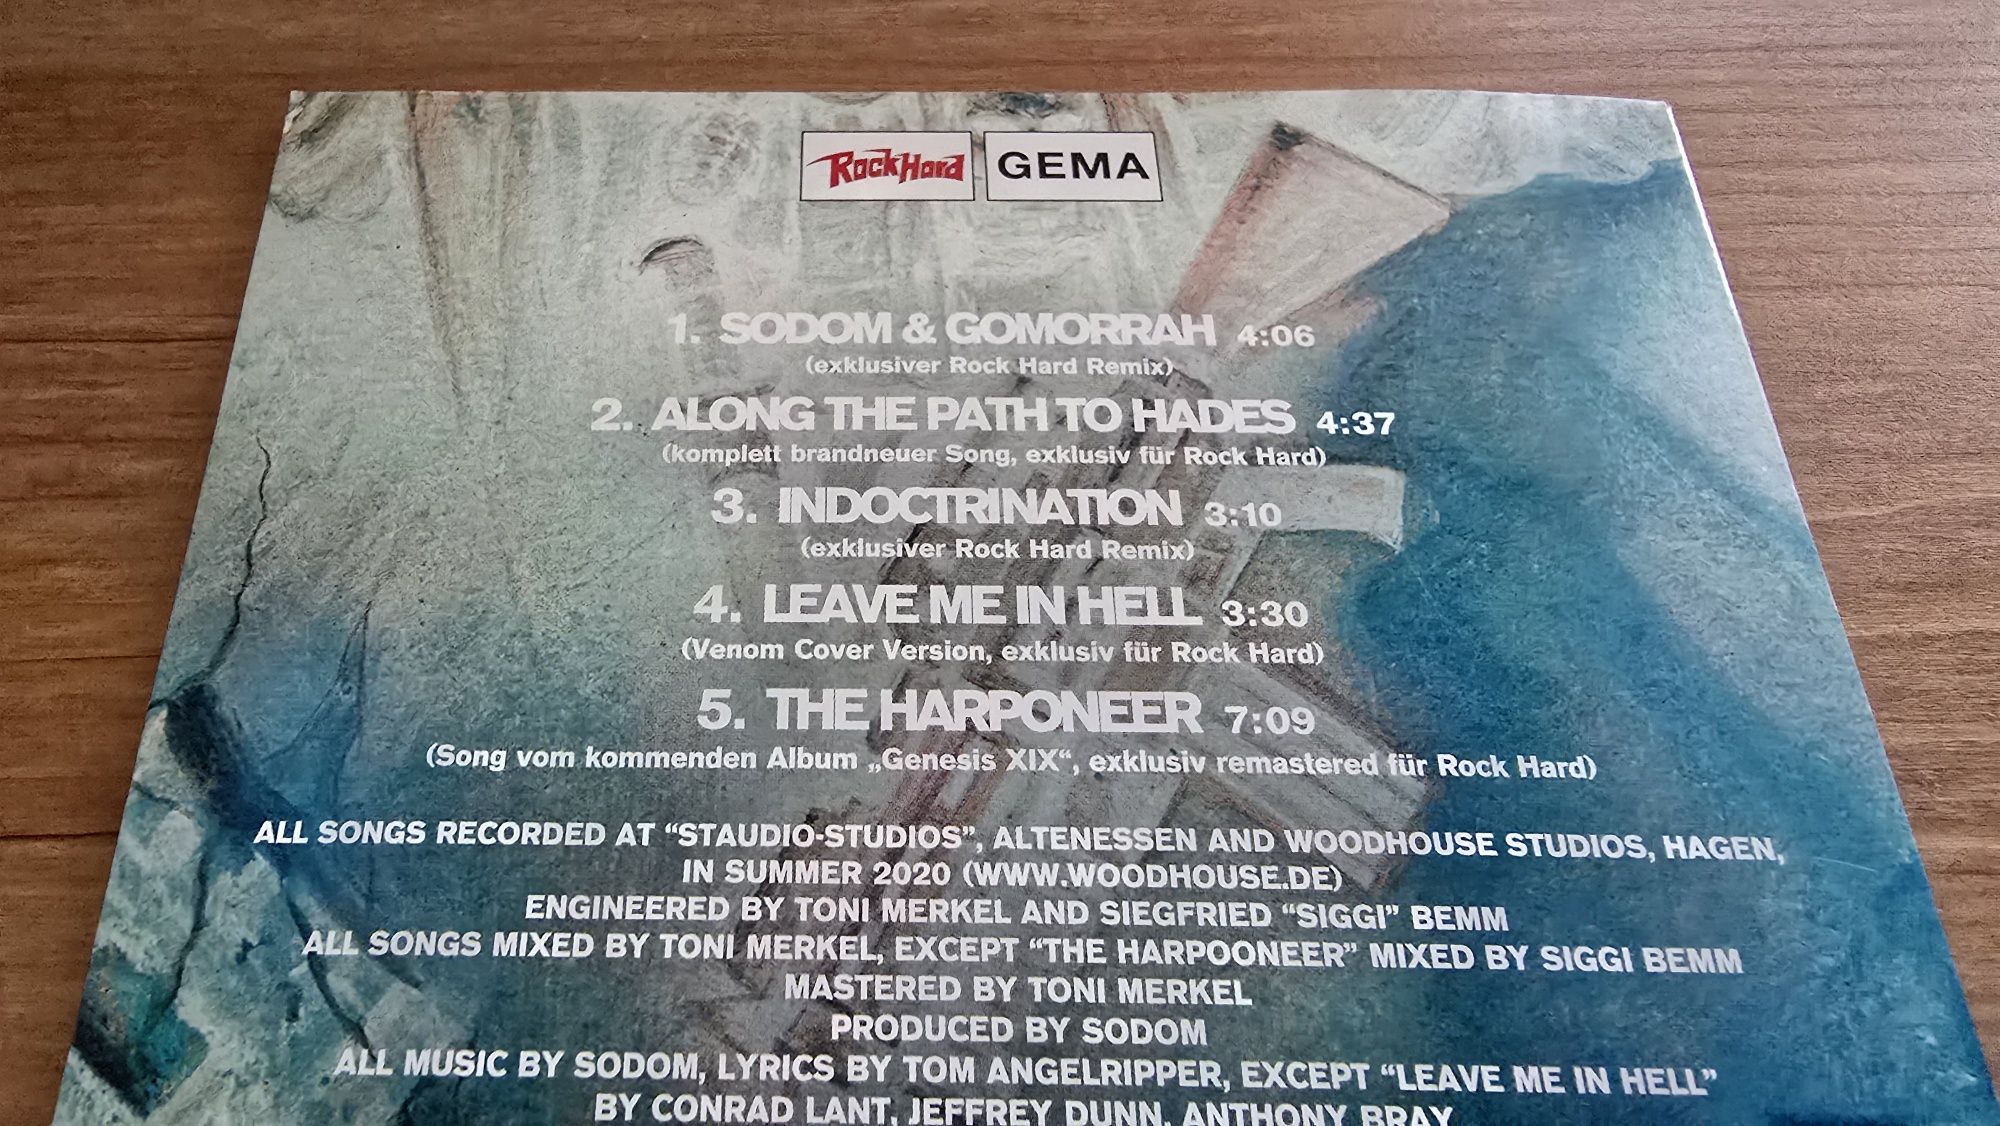 RockHard GEMA
1. SODOM & GOMORRAH 4:06
(exklusiver Rock Hard Remix)
2. ALONG THE PATH TO HADES 4:37
(komplett brandneuer Song, exklusiv für Rock Hard)
3. INDOCTRINATION 3:10
(exklusiver Rock Hard Remix)
4. LEAVE ME IN HELL 3:30
(Venom Cover Version, exklusiv für Rock Hard)
5. THE HARPONEER 7:09
(Song vom kommenden Album „Genesis XIX“, exklusiv remastered für Rock Hard)
ALL SONGS RECORDED AT “STAUDIO-STUDIOS”, ALTENESSEN AND WOODHOUSE STUDIOS, HAGEN,
IN SUMMER 2020 (WWW.WOODHOUSE.DE)
ENGINEERED BY TONI MERKEL AND SIEGFRIED “SIGGI” BEMM
ALL SONGS MIXED BY TONI MERKEL, EXCEPT “THE HARPOONEER” MIXED BY SIGGI BEMM
MASTERED BY TONI MERKEL
PRODUCED BY SODOM
ALL MUSIC BY SODOM, LYRICS BY TOM ANGELRIPPER, EXCEPT “LEAVE ME IN HELL”
BY CONRAD LANT, JEFFREY DUNN, ANTHONY BRAY